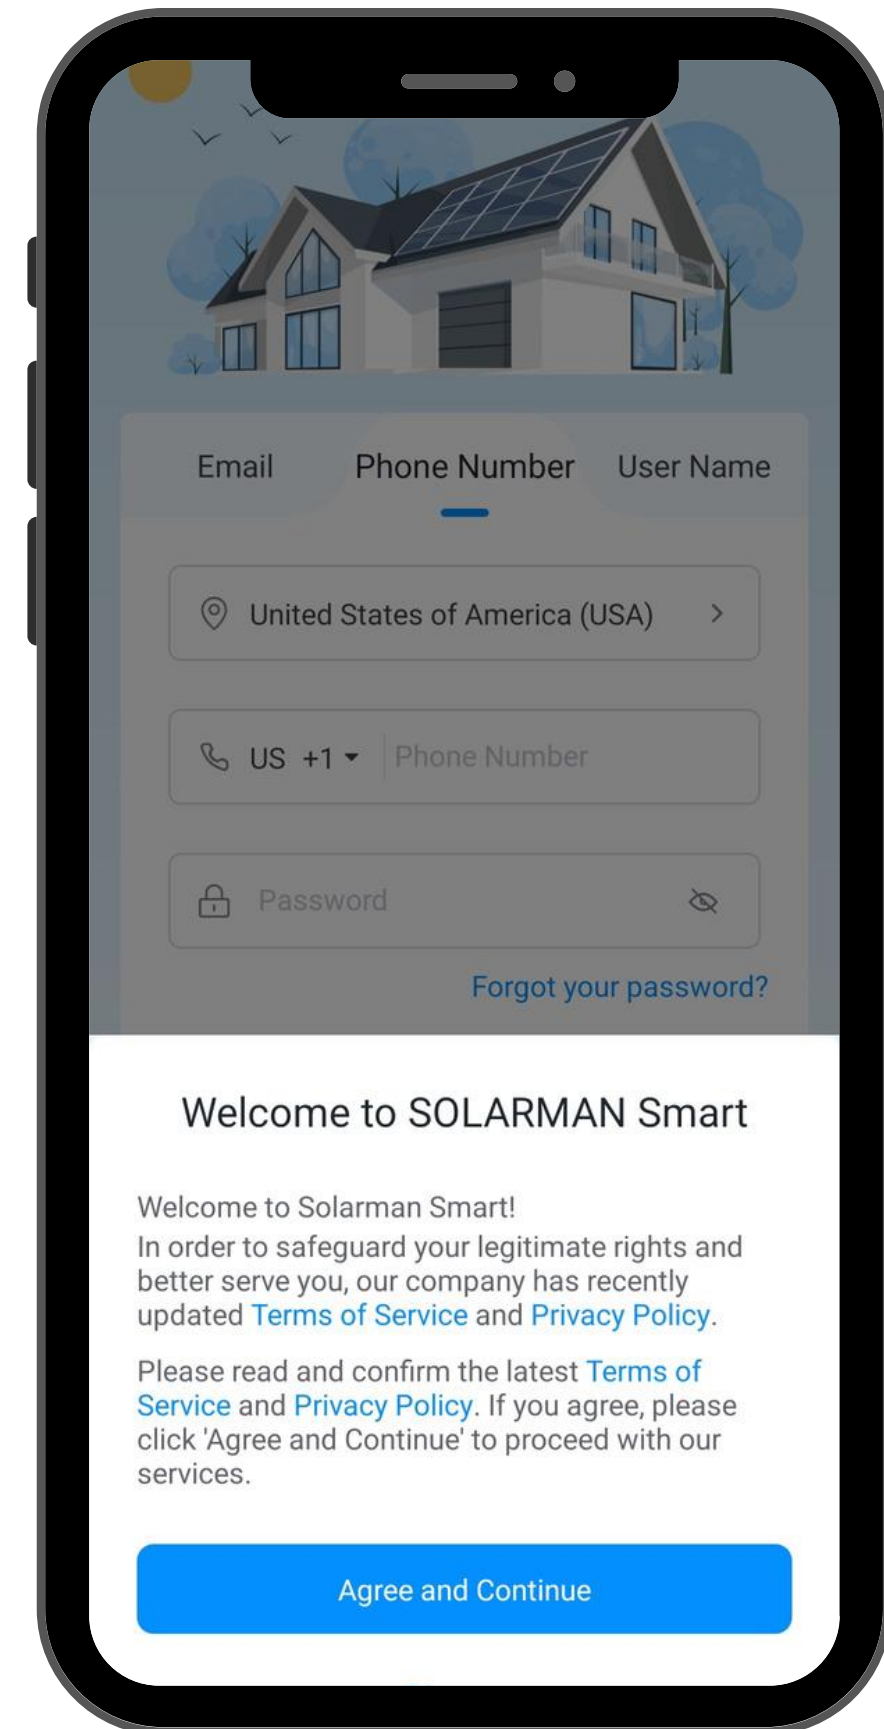 Email Phone Number User Name
United States of America (USA)
US +1 Phone Number
Password
Forgot your password?
Welcome to SOLARMAN Smart
Welcome to Solarman Smart!
In order to safeguard your legitimate rights and
better serve you, our company has recently
updated Terms of Service and Privacy Policy.
Please read and confirm the latest Terms of
Service and Privacy Policy. If you agree, please
click 'Agree and Continue' to proceed with our
services.
Agree and Continue